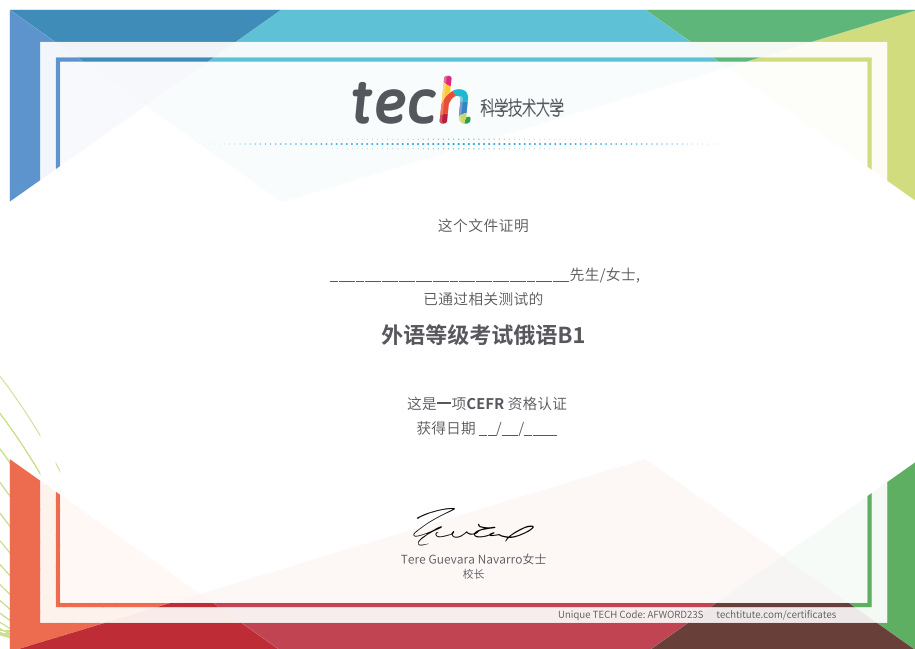 tech 科学技术大学
这个文件证明
____________________________先生/女士,
已通过相关测试的
外语等级考试俄语B1
这是一项CEFR 资格认证
获得日期 __/__/____
Tere Guevara Navarro女士
校长
Unique TECH Code: AFWORD23S techtitute.com/certificates